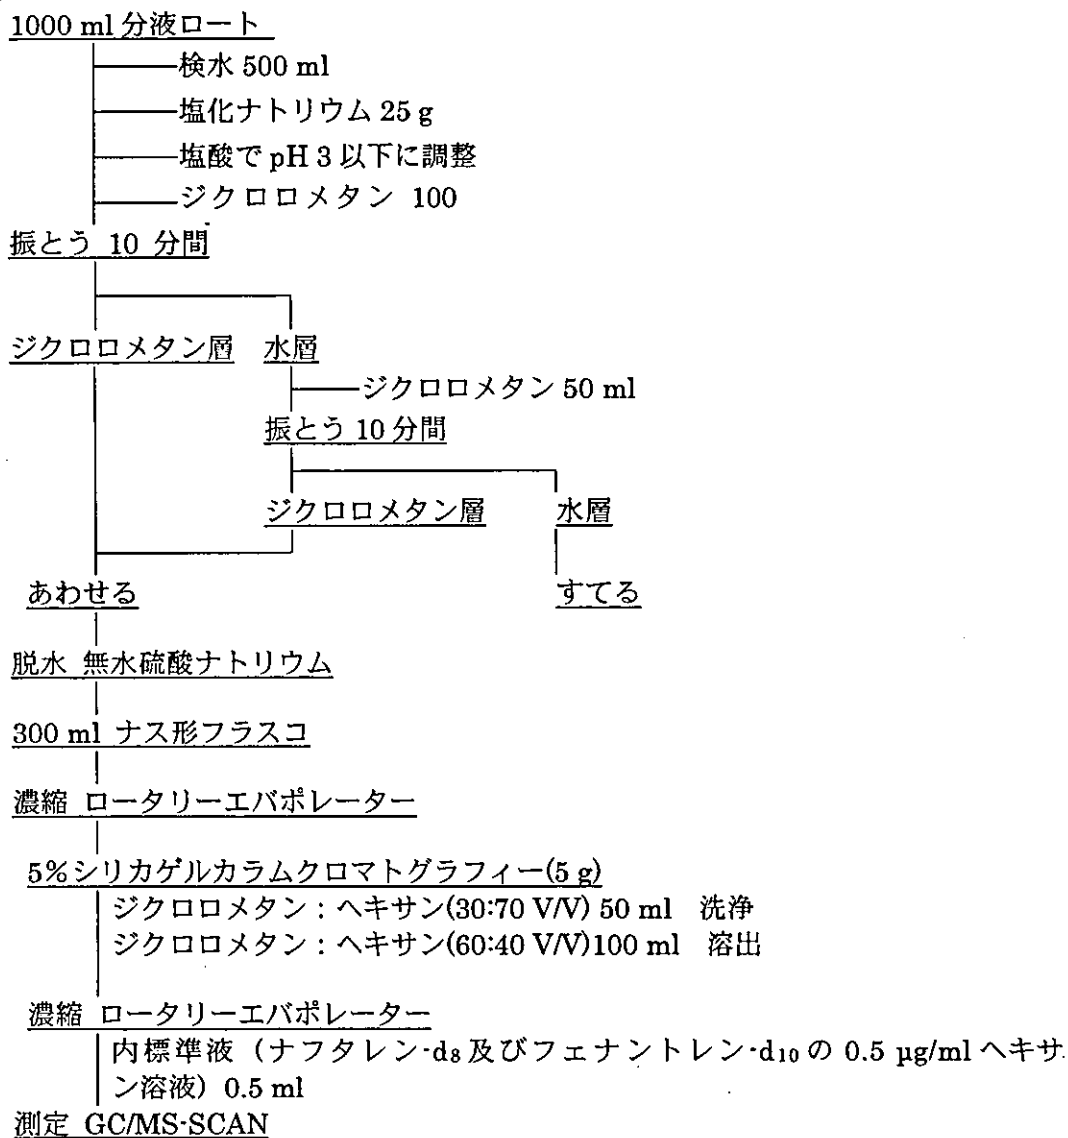 1000 ml 分液ロート
検水 500 ml
塩化ナトリウム 25 g
塩酸で pH 3 以下に調整
ジクロロメタン 100
振とう 10 分間
ジクロロメタン層 水層
ジクロロメタン 50 ml
振とう 10 分間
ジクロロメタン層 水層
あわせる すてる
脱水 無水硫酸ナトリウム
300 ml ナス形フラスコ
濃縮 ロータリーエバポレーター
5%シリカゲルカラムクロマトグラフィー(5 g)
ジクロロメタン：ヘキサン(30:70 V/V) 50 ml 洗浄
ジクロロメタン：ヘキサン(60:40 V/V)100 ml 溶出
濃縮 ロータリーエバポレーター
内標準液（ナフタレン-d8 及びフェナントレン-d10 の 0.5 μg/ml ヘキサ
ン溶液）0.5 ml
測定 GC/MS-SCAN